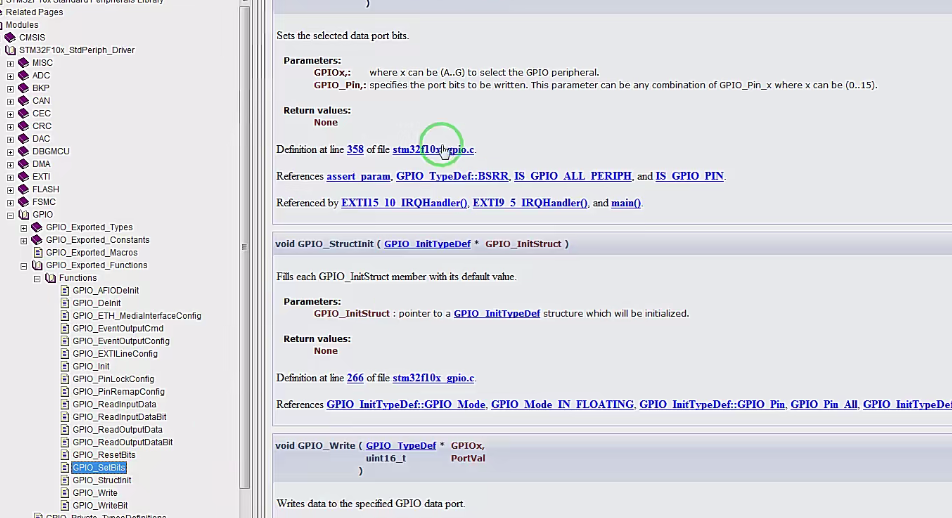 STM32F10x Standard Peripherals Library
Related Pages
Modules
CMSIS
STM32F10x_StdPeriph_Driver
MISC
ADC
BKP
CAN
CEC
CRC
DAC
DBGMCU
DMA
EXTI
FLASH
FSMC
GPIO
GPIO_Exported_Types
GPIO_Exported_Constants
GPIO_Exported_Macros
GPIO_Exported_Functions
Functions
GPIO_AFIODeInit
GPIO_DeInit
GPIO_ETH_MediaInterfaceConfig
GPIO_EventOutputCmd
GPIO_EventOutputConfig
GPIO_EXTILineConfig
GPIO_Init
GPIO_PinLockConfig
GPIO_PinRemapConfig
GPIO_ReadInputData
GPIO_ReadInputDataBit
GPIO_ReadOutputData
GPIO_ReadOutputDataBit
GPIO_ResetBits
GPIO_SetBits
GPIO_StructInit
GPIO_Write
GPIO_WriteBit
GPIO_Private_TypesDefinitions
)
Sets the selected data port bits.
Parameters:
GPIOx,: where x can be (A..G) to select the GPIO peripheral.
GPIO_Pin,: specifies the port bits to be written. This parameter can be any combination of GPIO_Pin_x where x can be (0..15).
Return values:
None
Definition at line 358 of file stm32f10x_gpio.c.
References assert_param, GPIO_TypeDef::BSRR, IS_GPIO_ALL_PERIPH, and IS_GPIO_PIN.
Referenced by EXTI15_10_IRQHandler(), EXTI9_5_IRQHandler(), and main().
void GPIO_StructInit ( GPIO_InitTypeDef * GPIO_InitStruct )
Fills each GPIO_InitStruct member with its default value.
Parameters:
GPIO_InitStruct : pointer to a GPIO_InitTypeDef structure which will be initialized.
Return values:
None
Definition at line 266 of file stm32f10x_gpio.c.
References GPIO_InitTypeDef::GPIO_Mode, GPIO_Mode_IN_FLOATING, GPIO_InitTypeDef::GPIO_Pin, GPIO_Pin_All, GPIO_InitTypeDef
void GPIO_Write ( GPIO_TypeDef * GPIOx,
uint16_t PortVal
)
Writes data to the specified GPIO data port.